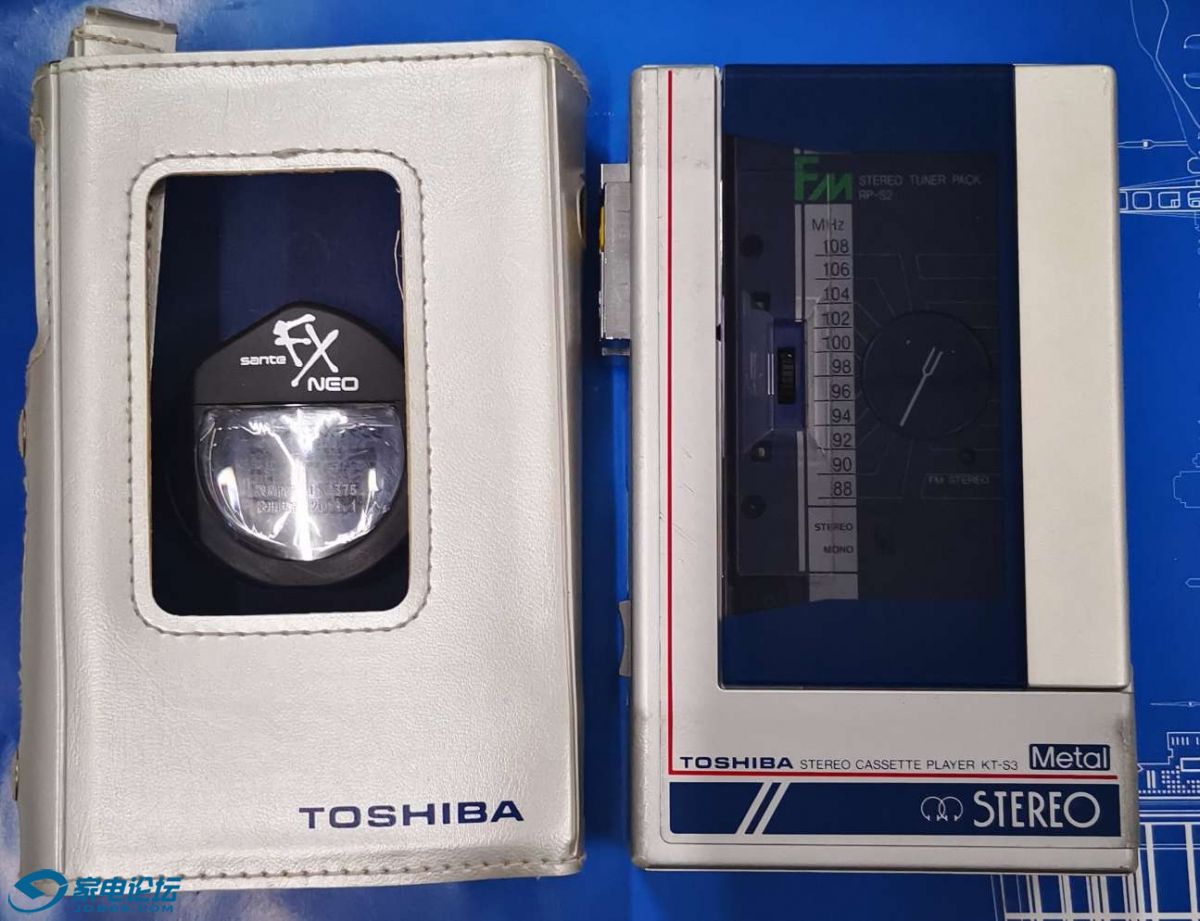 sante FX
NEO
TOSHIBA
FM STEREO TUNER PACK
RP-S2
MHz
108
106
104
102
100
98
96
94
92
90
88
FM STEREO
STEREO
MONO
TOSHIBA STEREO CASSETTE PLAYER KT-S3 Metal
STEREO
家电论坛
JDBBS.COM